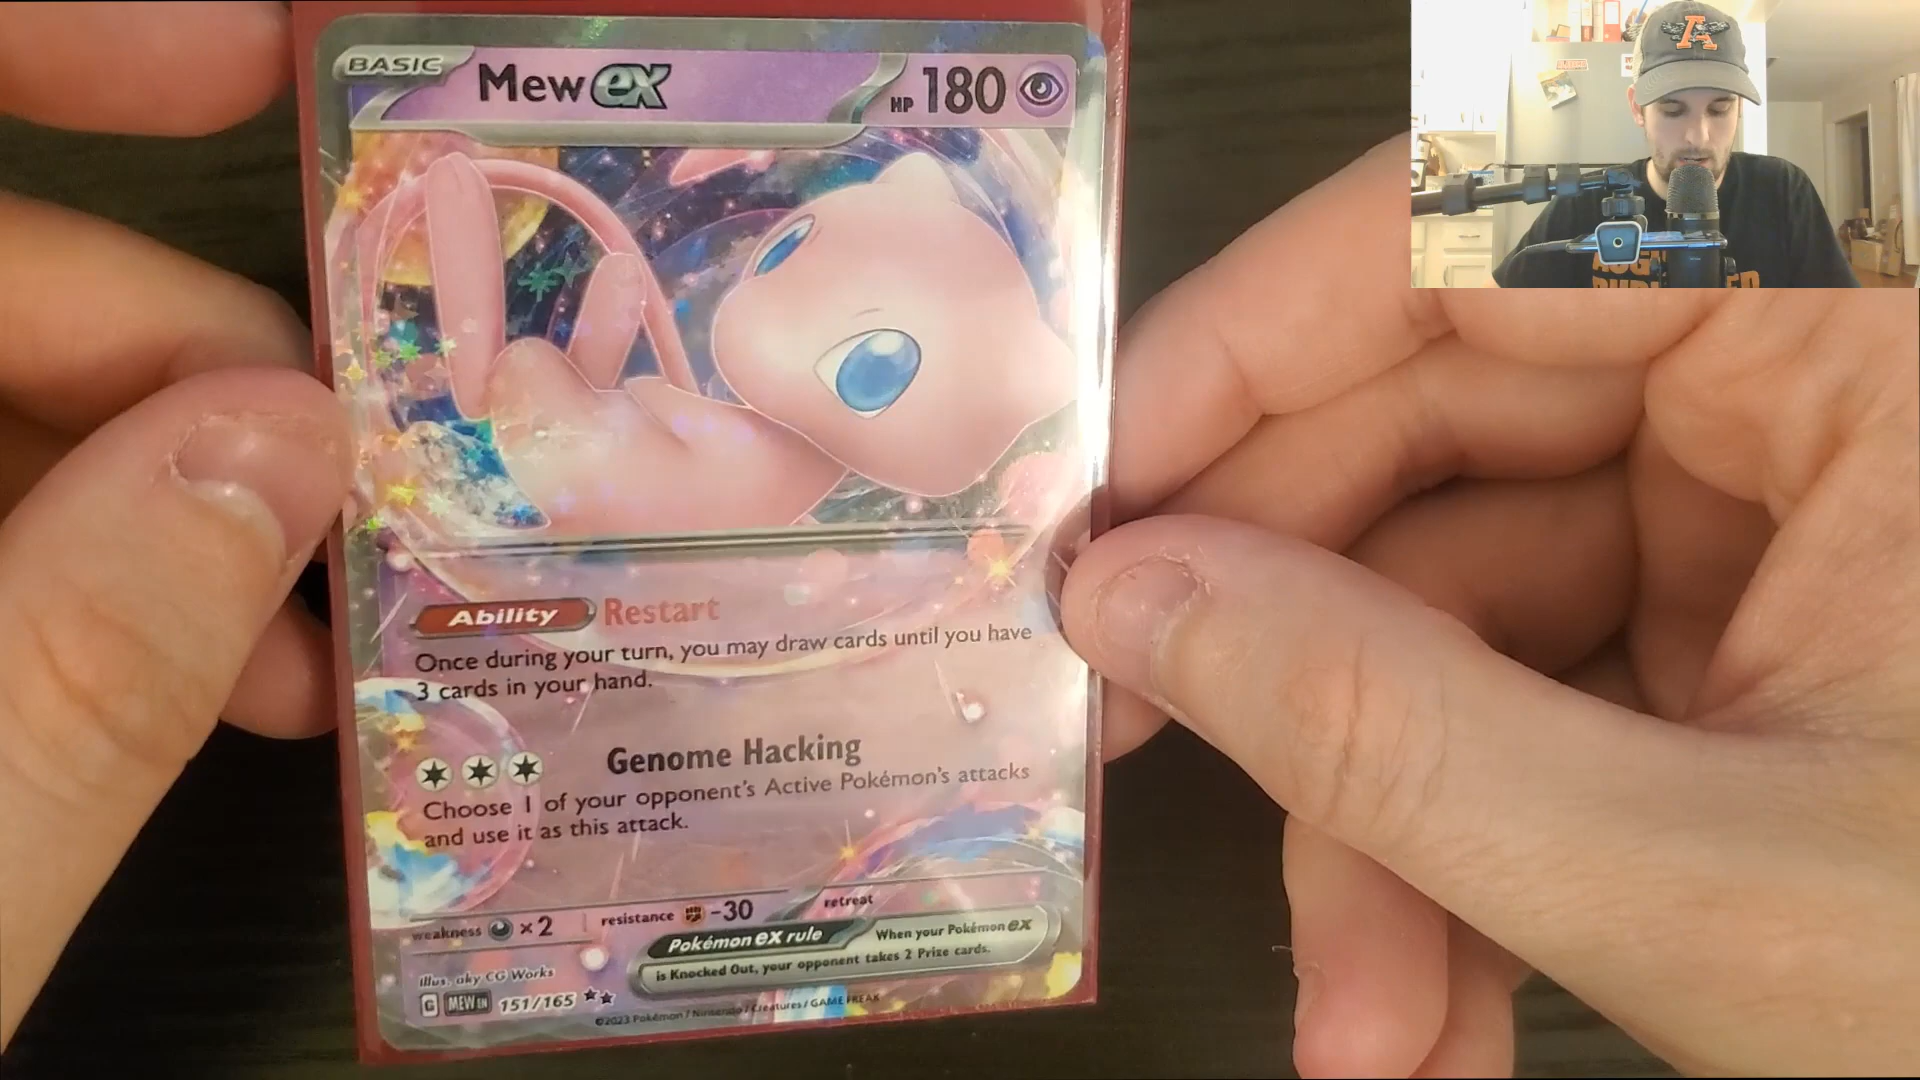 BASIC
Mew ex
HP 180
Ability Restart
Once during your turn, you may draw cards until you have
3 cards in your hand.
Genome Hacking
Choose 1 of your opponent's Active Pokémon's attacks
and use it as this attack.
weakness ×2
resistance -30
retreat
Pokémon ex rule
When your Pokémon ex
is Knocked Out, your opponent takes 2 Prize cards.
Illus. aky CG Works
G MEW EN 151/165
©2023 Pokémon / Nintendo / Creatures / GAME FREAK
A